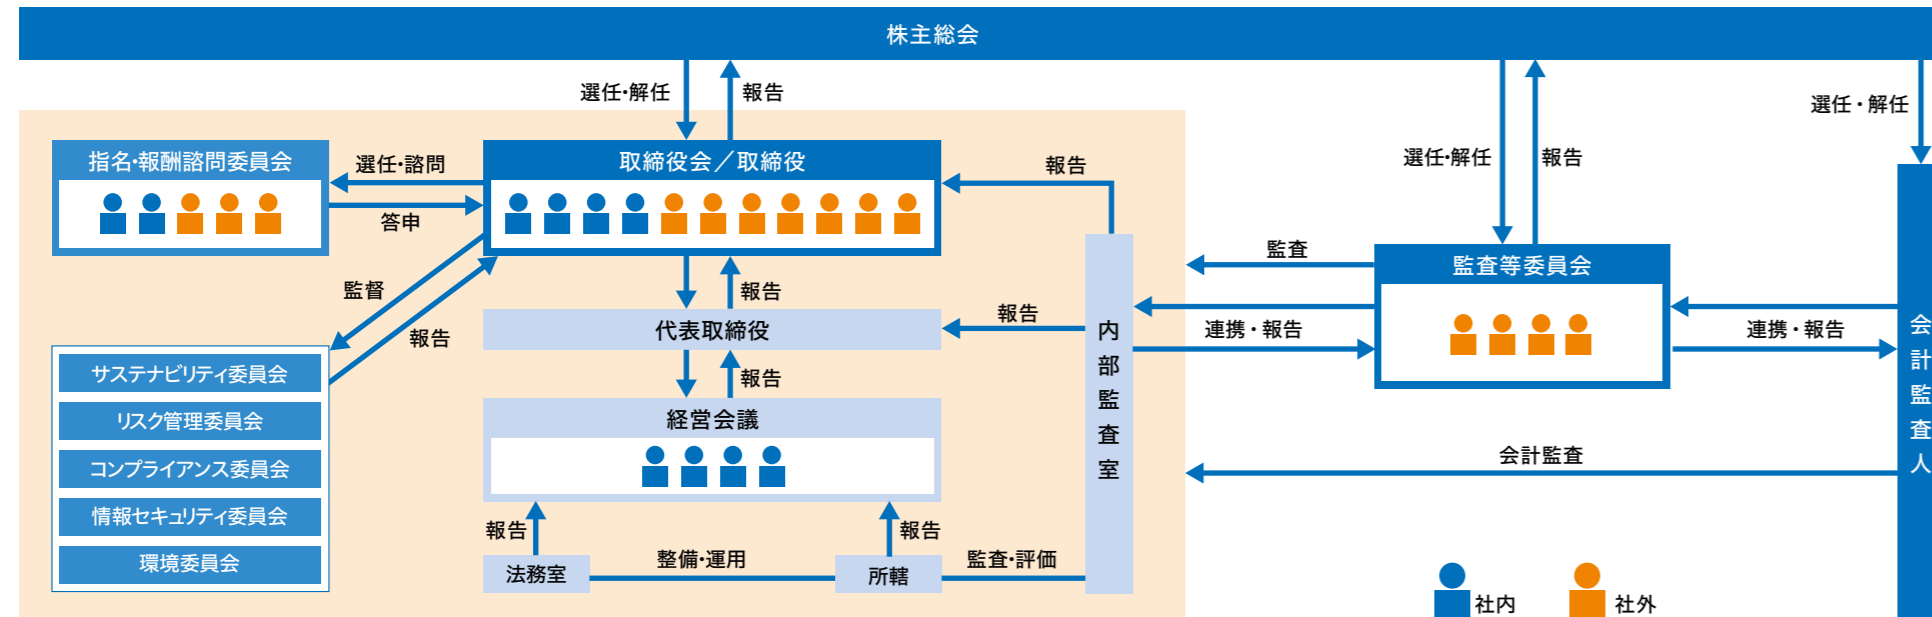 株主総会
選任・解任
報告
選任・解任
報告
選任・解任
指名・報酬諮問委員会
選任・諮問
答申
取締役会／取締役
報告
監督
報告
報告
代表取締役
報告
報告
経営会議
サステナビリティ委員会
リスク管理委員会
コンプライアンス委員会
情報セキュリティ委員会
環境委員会
報告
報告
法務室
整備・運用
所轄
監査・評価
内部監査室
監査
連携・報告
監査等委員会
連携・報告
会計監査
会計監査人
社内
社外